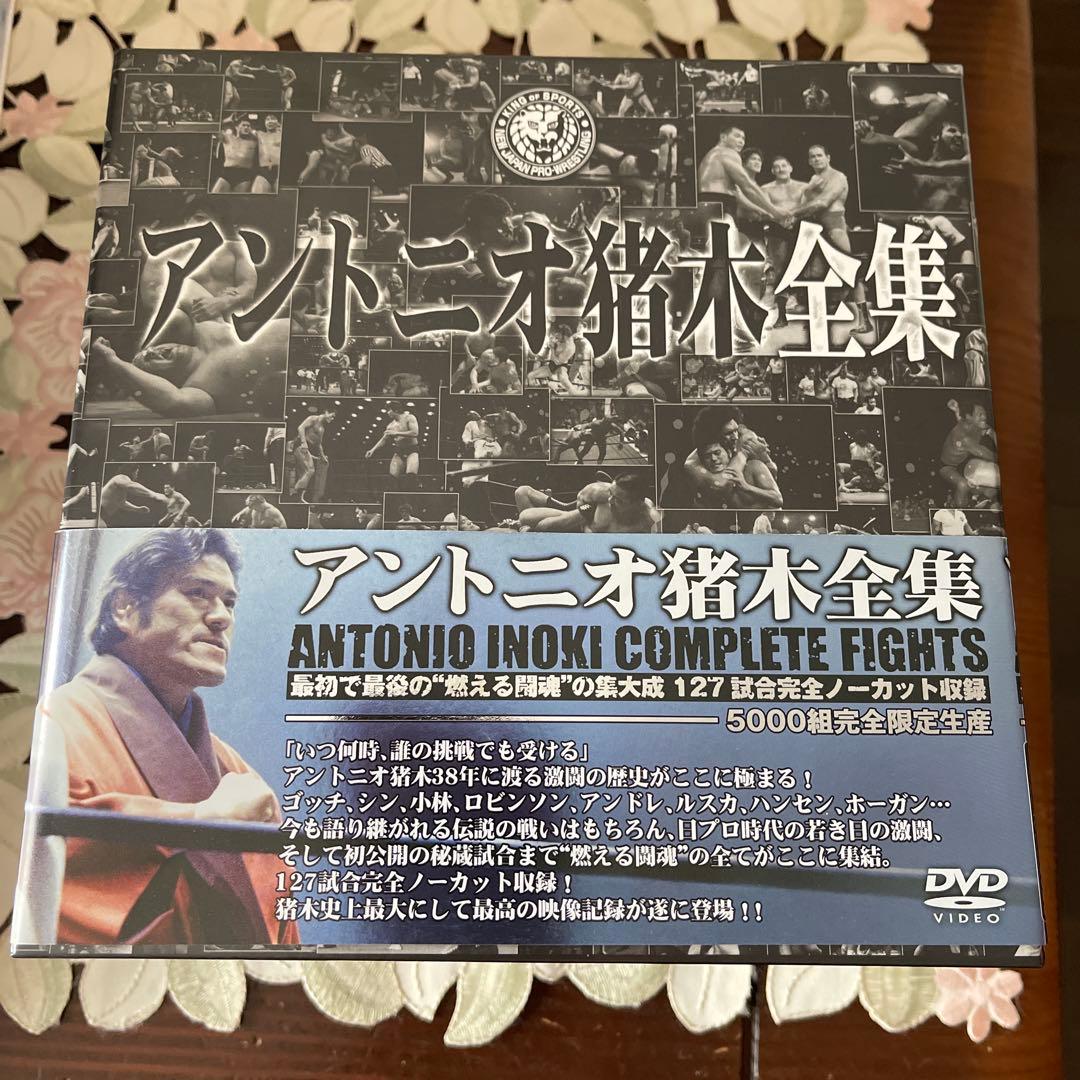 KING OF SPORTS
NEW JAPAN PRO-WRESTLING
アントニオ猪木全集
アントニオ猪木全集
ANTONIO INOKI COMPLETE FIGHTS
最初で最後の“燃える闘魂”の集大成 127試合完全ノーカット収録
5000組完全限定生産
「いつ何時、誰の挑戦でも受ける」
アントニオ猪木38年に渡る激闘の歴史がここに極まる！
ゴッチ、シン、小林、ロビンソン、アンドレ、ルスカ、ハンセン、ホーガン…
今も語り継がれる伝説の戦いはもちろん、日プロ時代の若き日の激闘、
そして初公開の秘蔵試合まで“燃える闘魂”の全てがここに集結。
127試合完全ノーカット収録！
猪木史上最大にして最高の映像記録が遂に登場！！
DVD
VIDEO